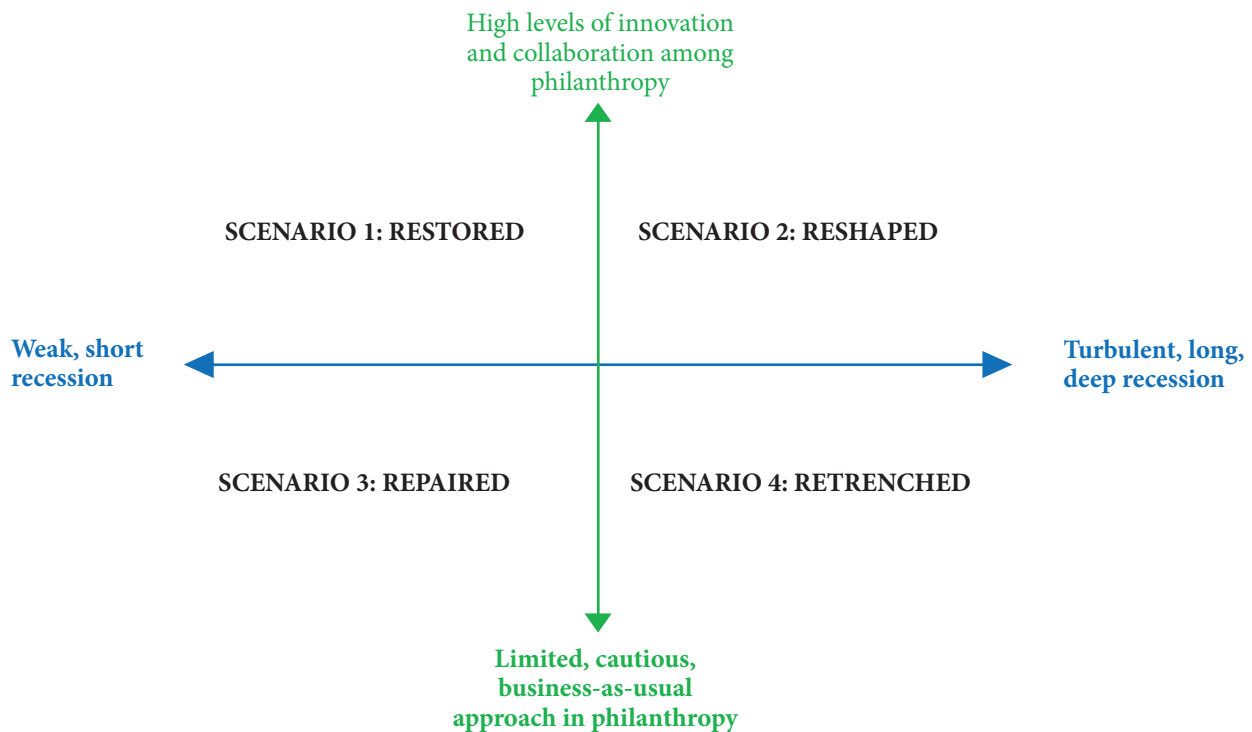 High levels of innovation
and collaboration among
philanthropy
SCENARIO 1: RESTORED
SCENARIO 2: RESHAPED
Weak, short
recession
Turbulent, long,
deep recession
SCENARIO 3: REPAIRED
SCENARIO 4: RETRENCHED
Limited, cautious,
business-as-usual
approach in philanthropy